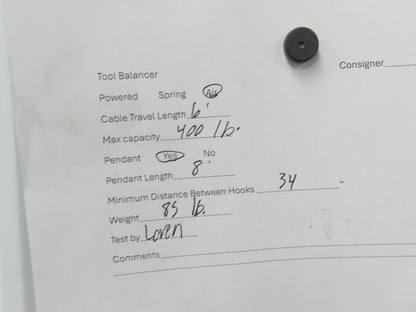 Consigner
Tool Balancer
Powered Spring Air
Cable Travel Length 6'
Max capacity 400 lb.
Pendant Yes No
Pendant Length 8'
Minimum Distance Between Hooks 34 "
Weight 85 lb.
Test by Loren
Comments